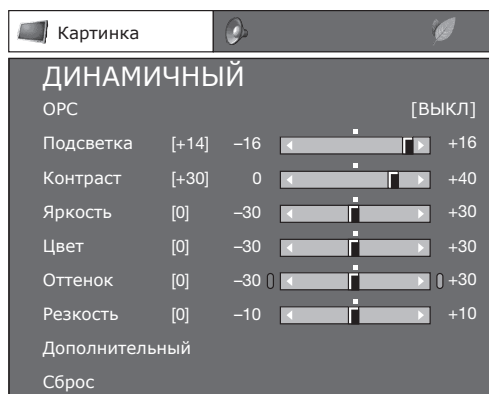 Картинка
ДИНАМИЧНЫЙ
OPC [ВЫКЛ]
Подсветка [+14] –16 +16
Контраст [+30] 0 +40
Яркость [0] –30 +30
Цвет [0] –30 +30
Оттенок [0] –30 +30
Резкость [0] –10 +10
Дополнительный
Сброс